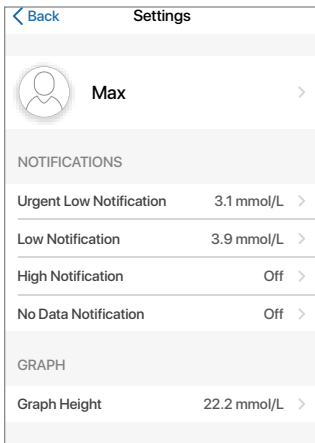 Back Settings
Max
NOTIFICATIONS
Urgent Low Notification 3.1 mmol/L
Low Notification 3.9 mmol/L
High Notification Off
No Data Notification Off
GRAPH
Graph Height 22.2 mmol/L